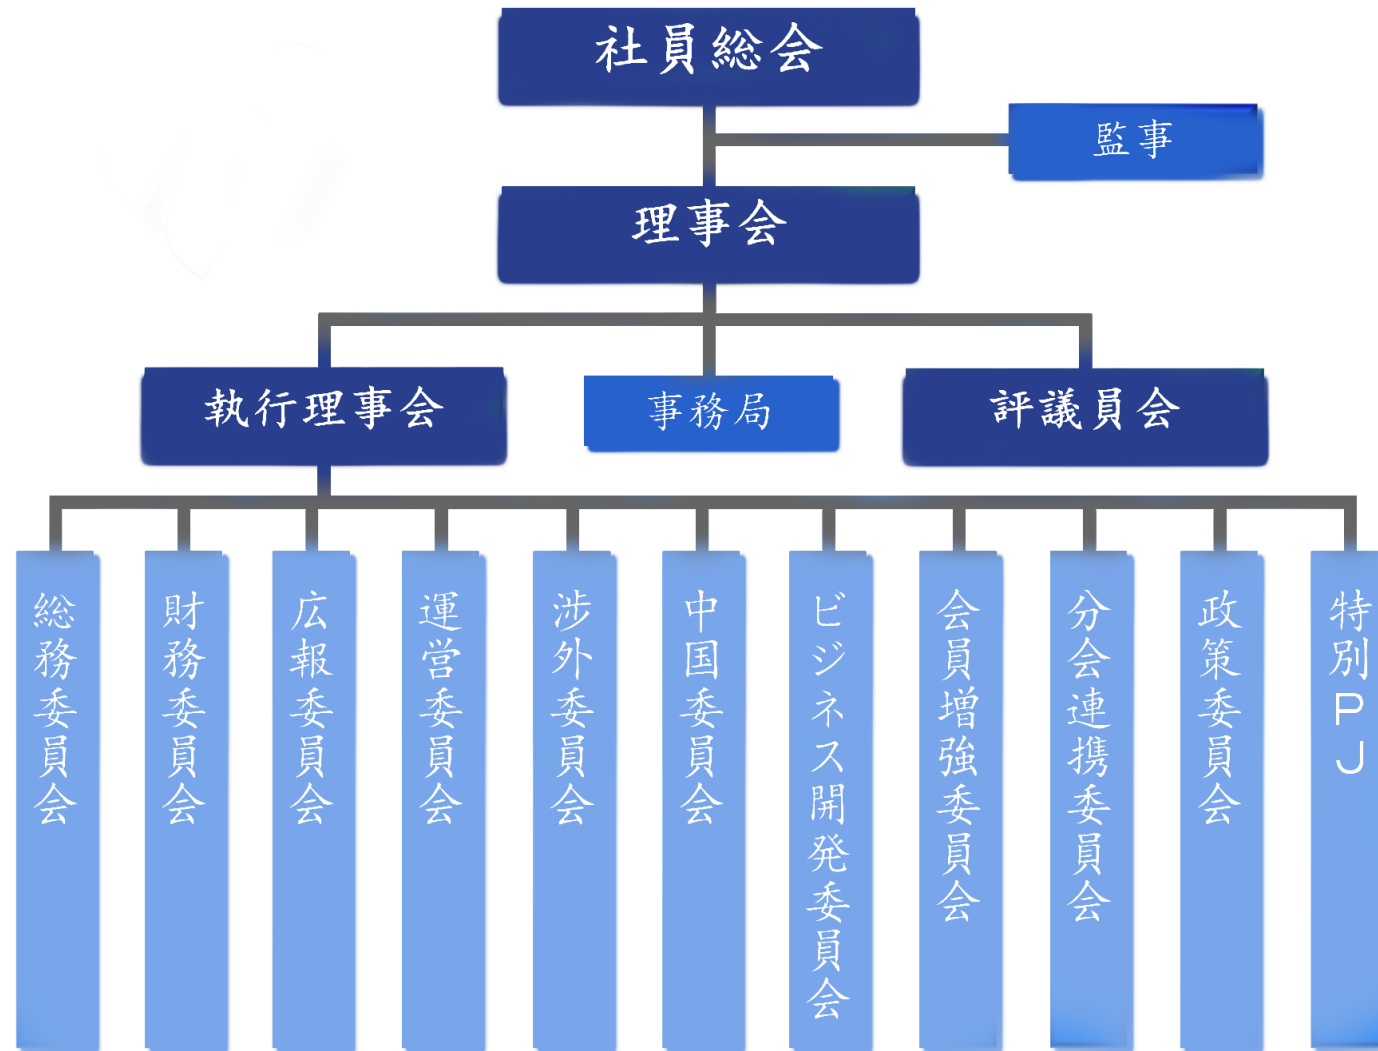 社員総会
監事
理事会
執行理事会
事務局
評議員会
総務委員会
財務委員会
広報委員会
運営委員会
渉外委員会
中国委員会
ビジネス開発委員会
会員増強委員会
分会連携委員会
政策委員会
特別PJ